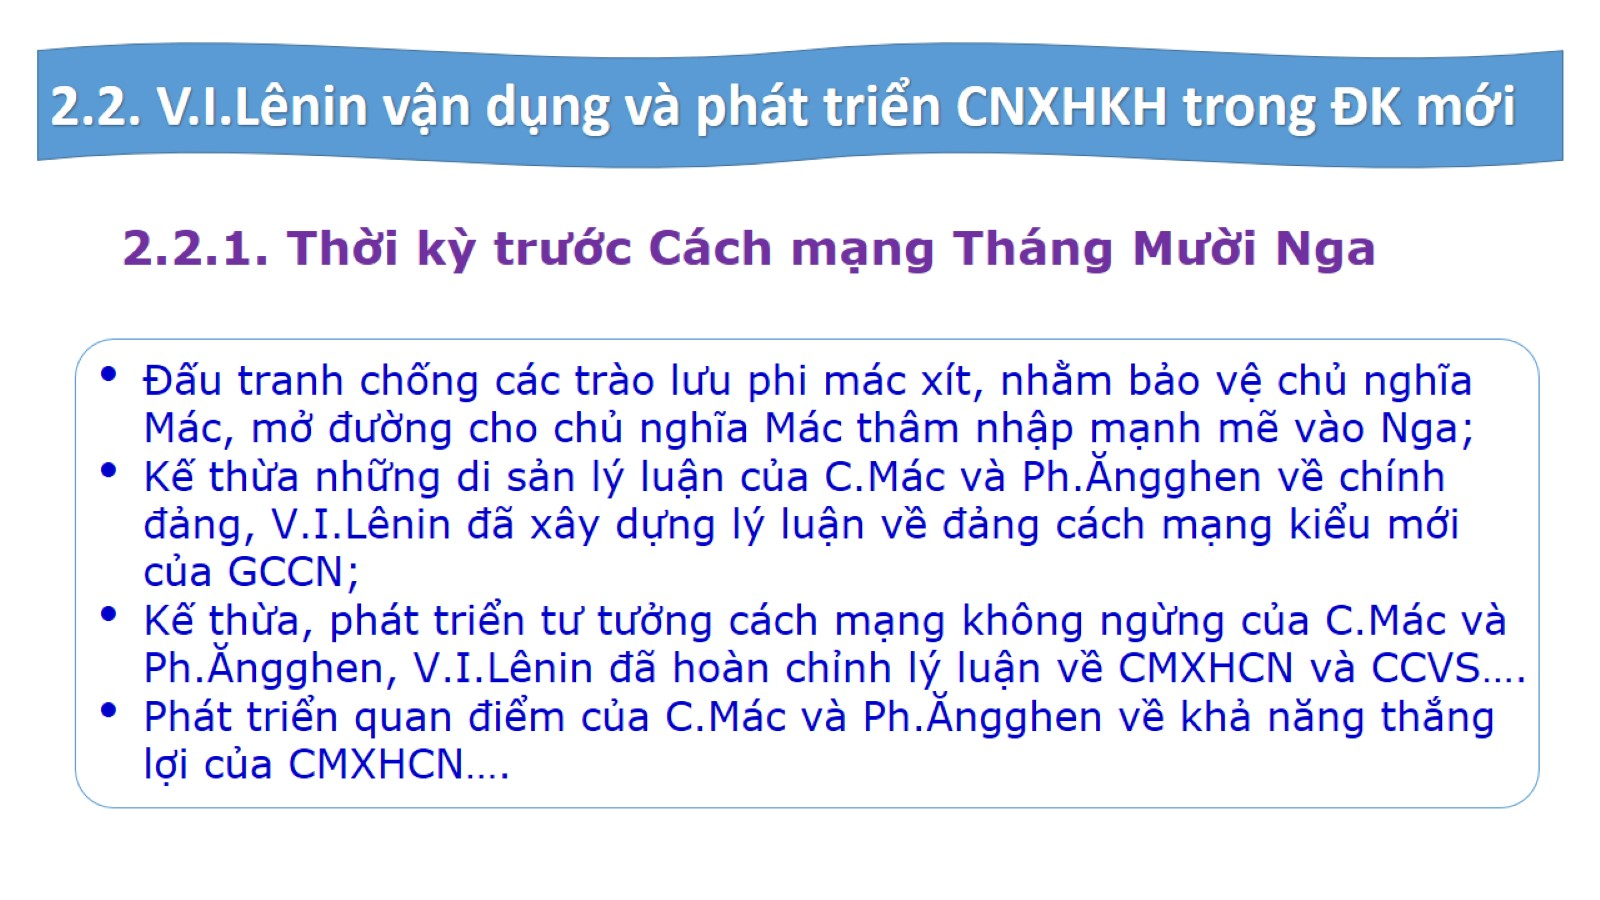 2.2. V.I.Lênin vận dụng và phát triển CNXHKH trong ĐK mới
2.2.1. Thời kỳ trước Cách mạng Tháng Mười Nga
• Đấu tranh chống các trào lưu phi mác xít, nhằm bảo vệ chủ nghĩa
Mác, mở đường cho chủ nghĩa Mác thâm nhập mạnh mẽ vào Nga;
• Kế thừa những di sản lý luận của C.Mác và Ph.Ăngghen về chính
đảng, V.I.Lênin đã xây dựng lý luận về đảng cách mạng kiểu mới
của GCCN;
• Kế thừa, phát triển tư tưởng cách mạng không ngừng của C.Mác và
Ph.Ăngghen, V.I.Lênin đã hoàn chỉnh lý luận về CMXHCN và CCVS....
• Phát triển quan điểm của C.Mác và Ph.Ăngghen về khả năng thắng
lợi của CMXHCN....